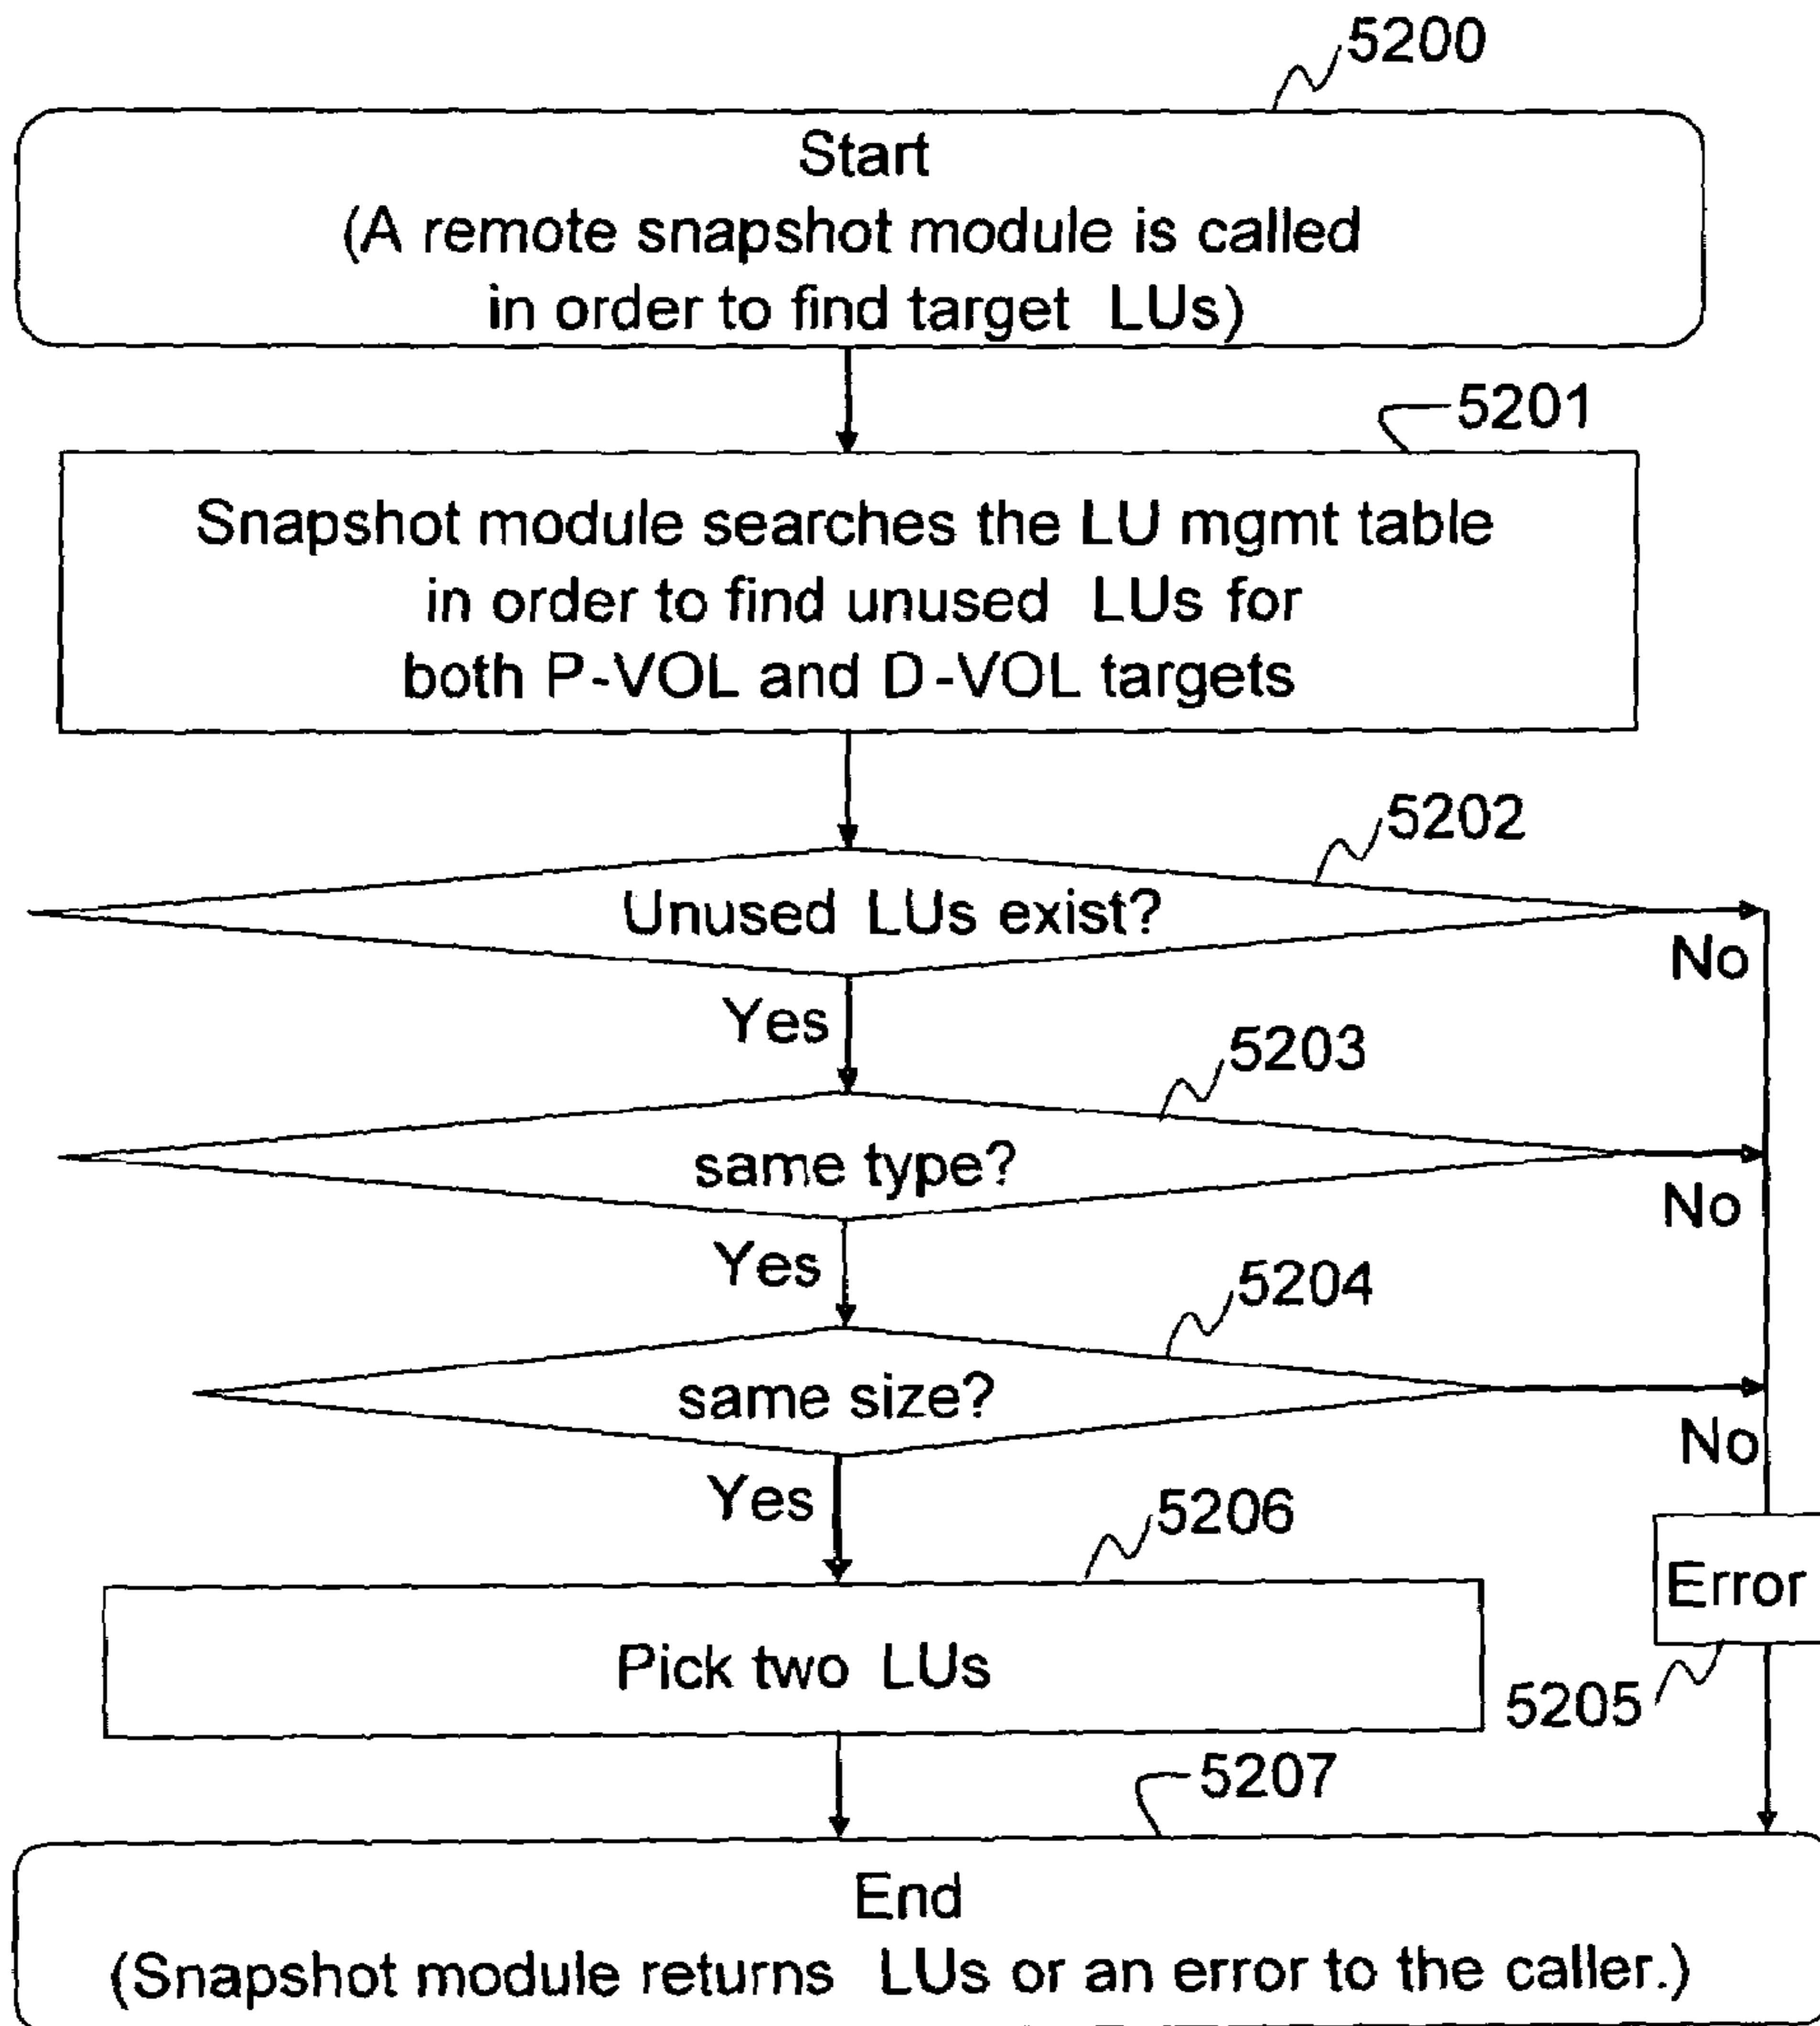 5200
Start
(A remote snapshot module is called
in order to find target LUs)
5201
Snapshot module searches the LU mgmt table
in order to find unused LUs for
both P-VOL and D-VOL targets
5202
Unused LUs exist?
No
Yes
5203
same type?
No
Yes
5204
same size?
No
Yes
5206
Error
Pick two LUs
5205
5207
End
(Snapshot module returns LUs or an error to the caller.)